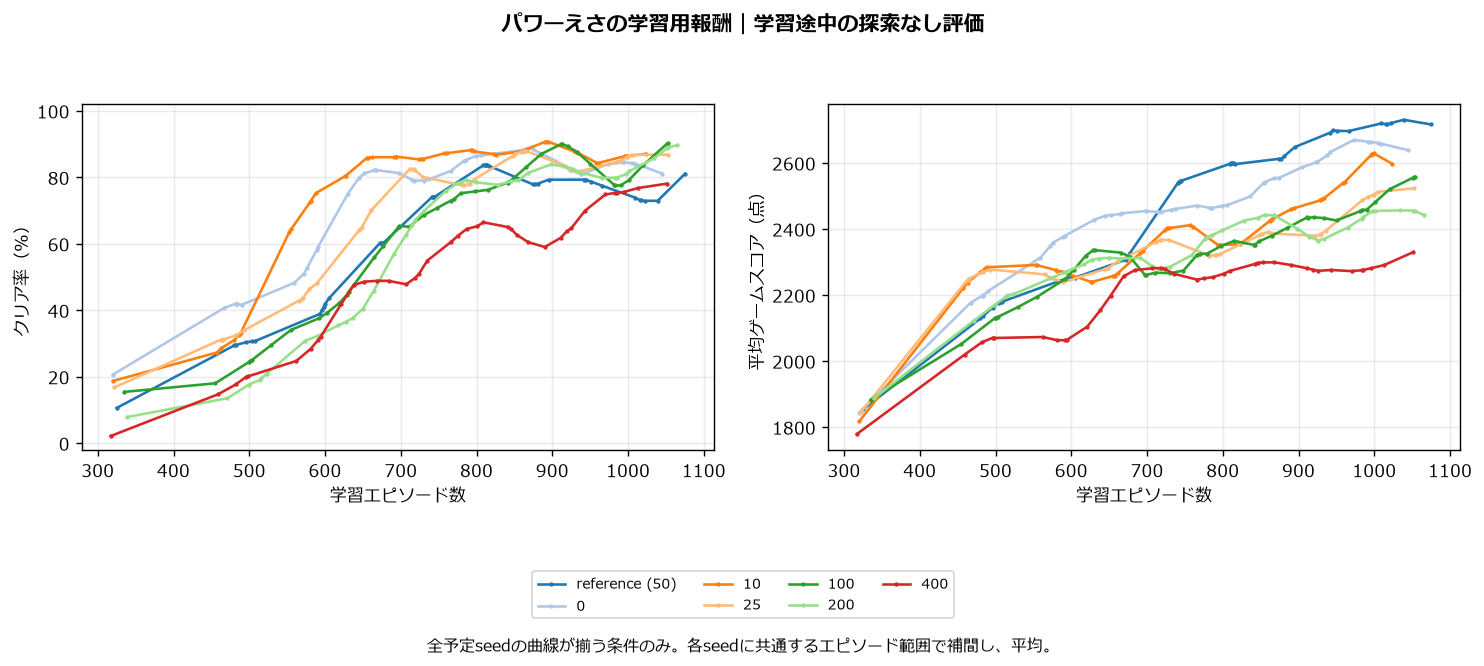 パワーえさの学習用報酬｜学習途中の探索なし評価
クリア率（%）
100
80
60
40
20
0
300 400 500 600 700 800 900 1000 1100
学習エピソード数
平均ゲームスコア（点）
2600
2400
2200
2000
1800
300 400 500 600 700 800 900 1000 1100
学習エピソード数
reference (50) 10 100 400
0 25 200
全予定seedの曲線が揃う条件のみ。各seedに共通するエピソード範囲で補間し、平均。